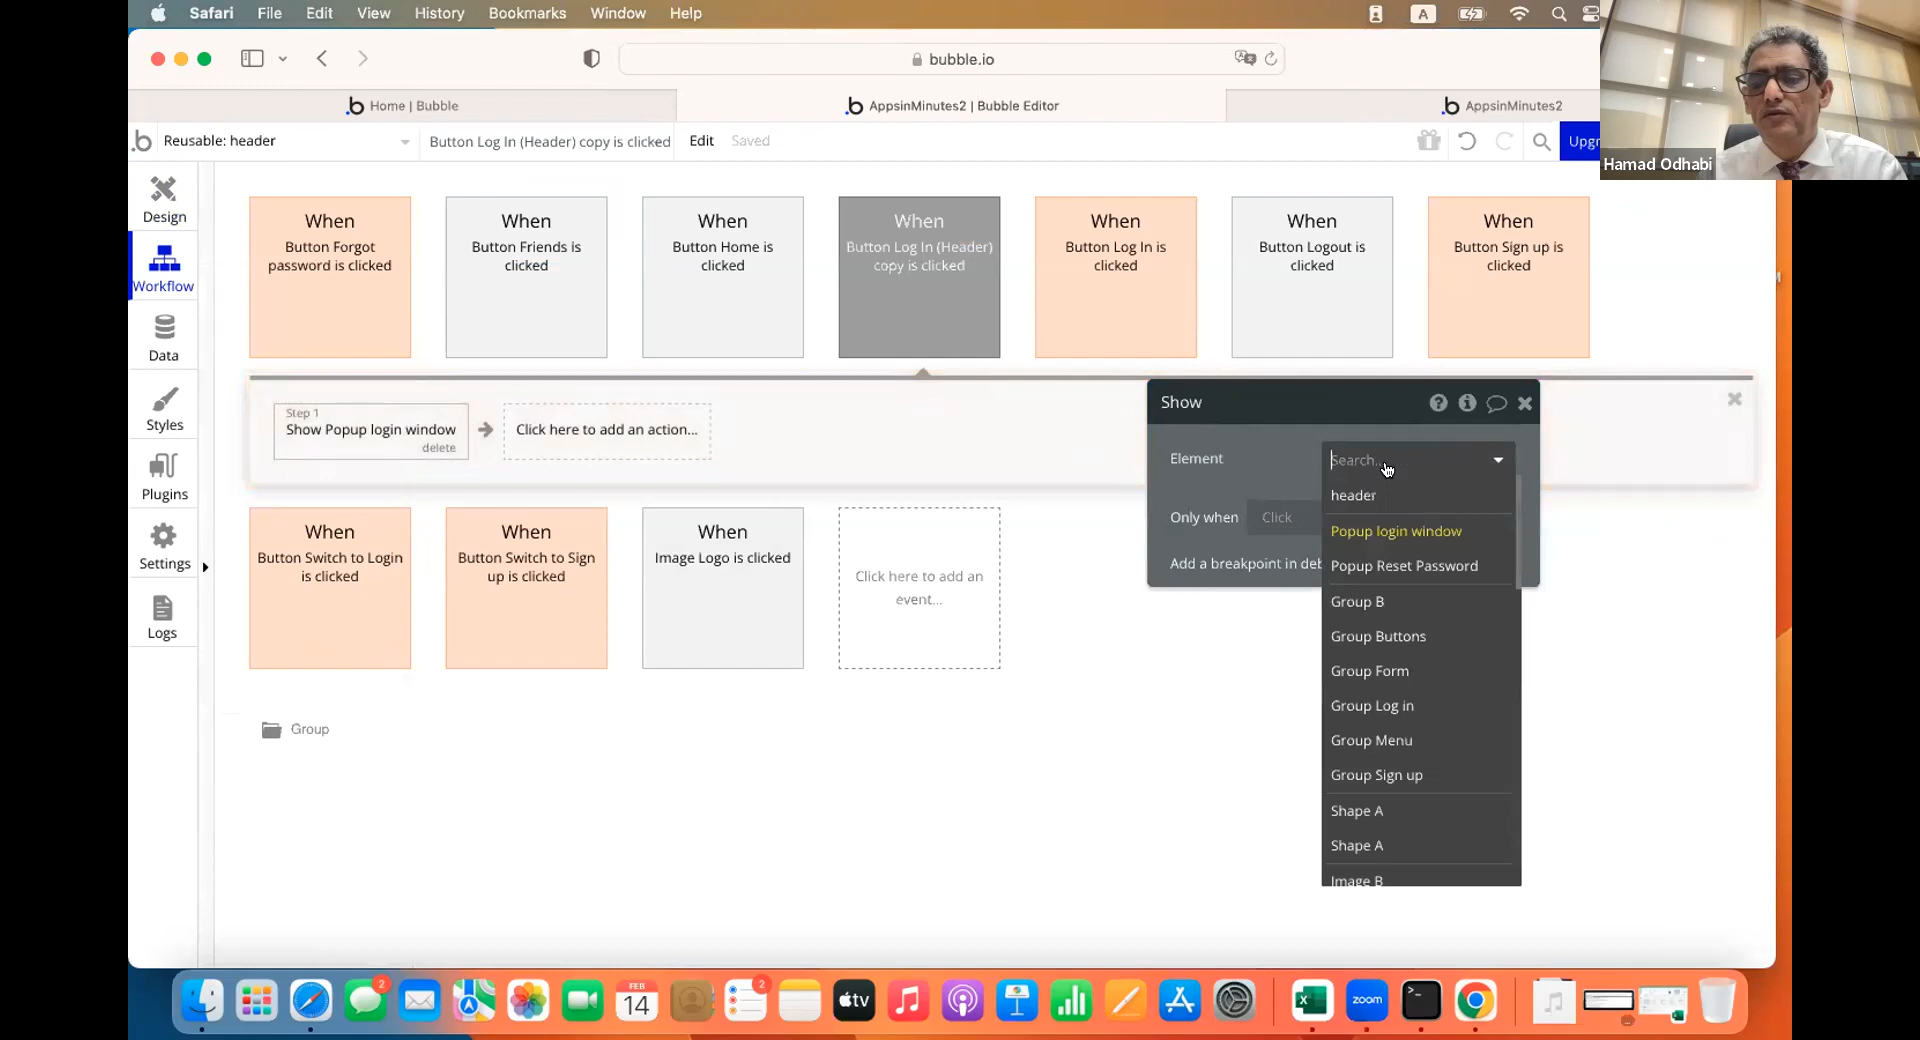 Safari File Edit View History Bookmarks Window Help
A
bubble.io
Home | Bubble
AppsinMinutes2 | Bubble Editor
AppsinMinutes2
Reusable: header
Button Log In (Header) copy is clicked
Edit
Saved
Hamad Odhabi
Design
Workflow
Data
Styles
Plugins
Settings
Logs
When
Button Forgot
password is clicked
When
Button Friends is
clicked
When
Button Home is
clicked
When
Button Log In (Header)
copy is clicked
When
Button Log In is
clicked
When
Button Logout is
clicked
When
Button Sign up is
clicked
Step 1
Show Popup login window
delete
Click here to add an action...
Show
Element
Search...
Only when
Click
Add a breakpoint in deb
header
Popup login window
Popup Reset Password
Group B
Group Buttons
Group Form
Group Log in
Group Menu
Group Sign up
Shape A
Shape A
Image B
When
Button Switch to Login
is clicked
When
Button Switch to Sign
up is clicked
When
Image Logo is clicked
Click here to add an
event...
Group
2
FEB
14
2
tv
zoom